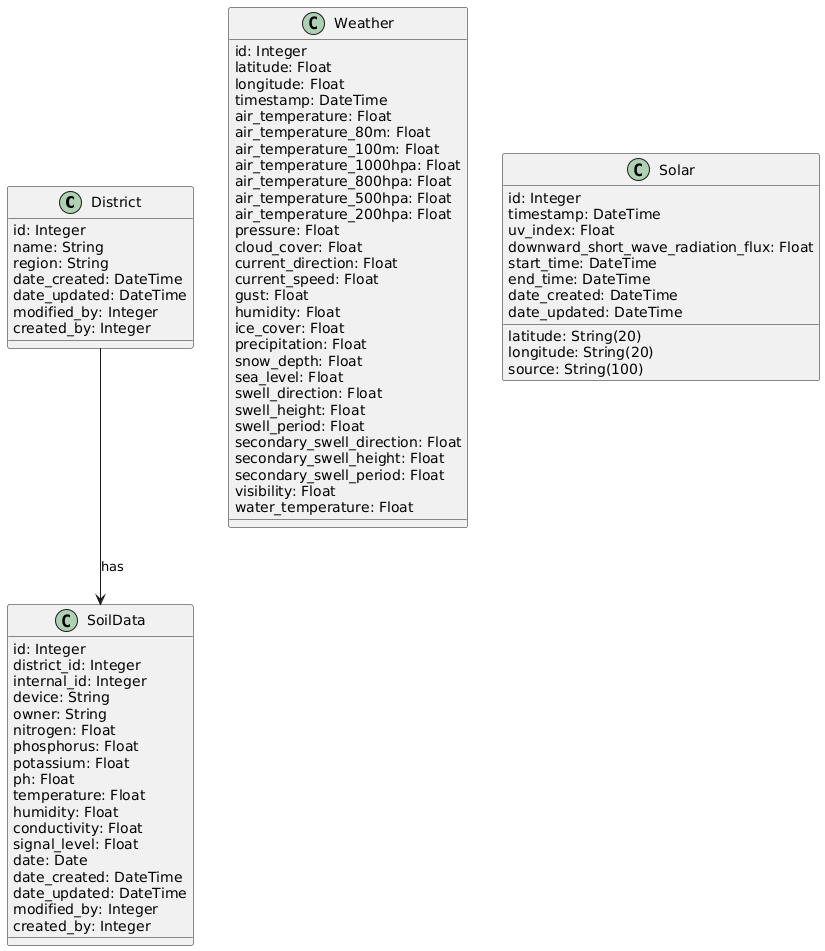 C Weather
id: Integer
latitude: Float
longitude: Float
timestamp: DateTime
air_temperature: Float
air_temperature_80m: Float
air_temperature_100m: Float
air_temperature_1000hpa: Float
air_temperature_800hpa: Float
air_temperature_500hpa: Float
air_temperature_200hpa: Float
pressure: Float
cloud_cover: Float
current_direction: Float
current_speed: Float
gust: Float
humidity: Float
ice_cover: Float
precipitation: Float
snow_depth: Float
sea_level: Float
swell_direction: Float
swell_height: Float
swell_period: Float
secondary_swell_direction: Float
secondary_swell_height: Float
secondary_swell_period: Float
visibility: Float
water_temperature: Float
C Solar
id: Integer
timestamp: DateTime
uv_index: Float
downward_short_wave_radiation_flux: Float
start_time: DateTime
end_time: DateTime
date_created: DateTime
date_updated: DateTime
latitude: String(20)
longitude: String(20)
source: String(100)
C District
id: Integer
name: String
region: String
date_created: DateTime
date_updated: DateTime
modified_by: Integer
created_by: Integer
has
C SoilData
id: Integer
district_id: Integer
internal_id: Integer
device: String
owner: String
nitrogen: Float
phosphorus: Float
potassium: Float
ph: Float
temperature: Float
humidity: Float
conductivity: Float
signal_level: Float
date: Date
date_created: DateTime
date_updated: DateTime
modified_by: Integer
created_by: Integer